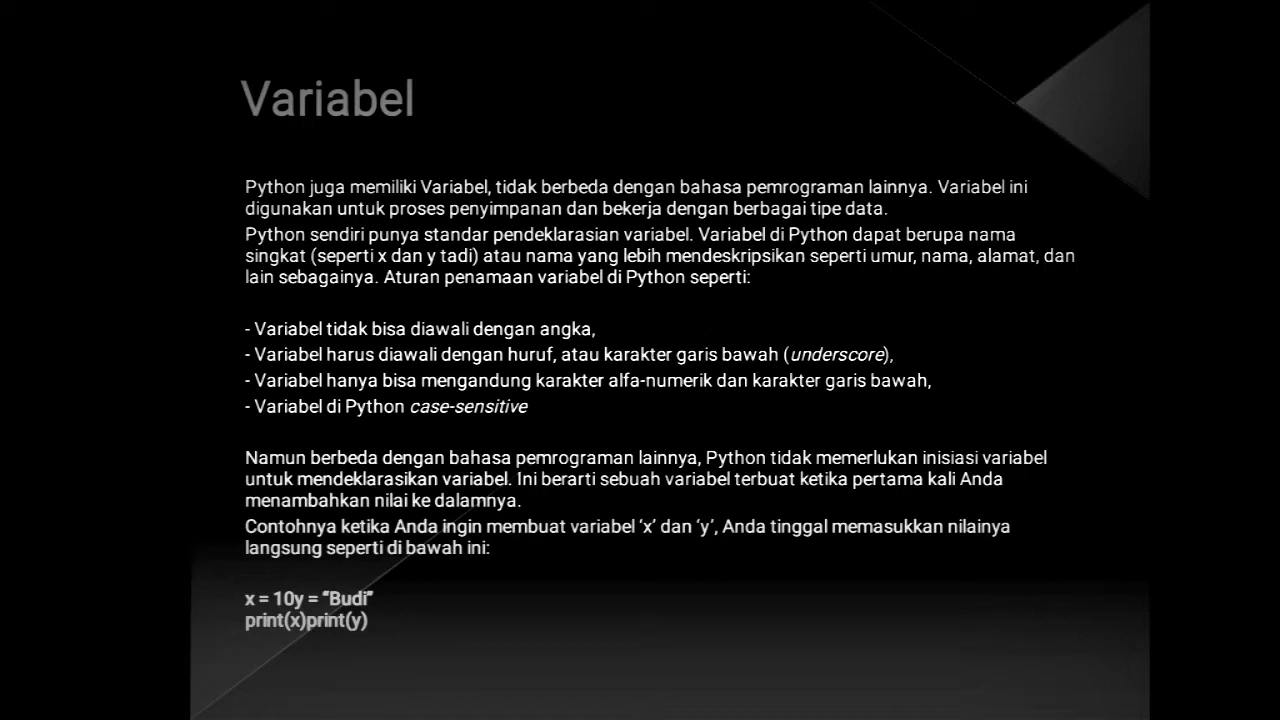 Variabel
Python juga memiliki Variabel, tidak berbeda dengan bahasa pemrograman lainnya. Variabel ini
digunakan untuk proses penyimpanan dan bekerja dengan berbagai tipe data.
Python sendiri punya standar pendeklarasian variabel. Variabel di Python dapat berupa nama
singkat (seperti x dan y tadi) atau nama yang lebih mendeskripsikan seperti umur, nama, alamat, dan
lain sebagainya. Aturan penamaan variabel di Python seperti:
- Variabel tidak bisa diawali dengan angka,
- Variabel harus diawali dengan huruf, atau karakter garis bawah (underscore),
- Variabel hanya bisa mengandung karakter alfa-numerik dan karakter garis bawah,
- Variabel di Python case-sensitive
Namun berbeda dengan bahasa pemrograman lainnya, Python tidak memerlukan inisiasi variabel
untuk mendeklarasikan variabel. Ini berarti sebuah variabel terbuat ketika pertama kali Anda
menambahkan nilai ke dalamnya.
Contohnya ketika Anda ingin membuat variabel ‘x’ dan ‘y’, Anda tinggal memasukkan nilainya
langsung seperti di bawah ini:
x = 10y = “Budi”
print(x)print(y)